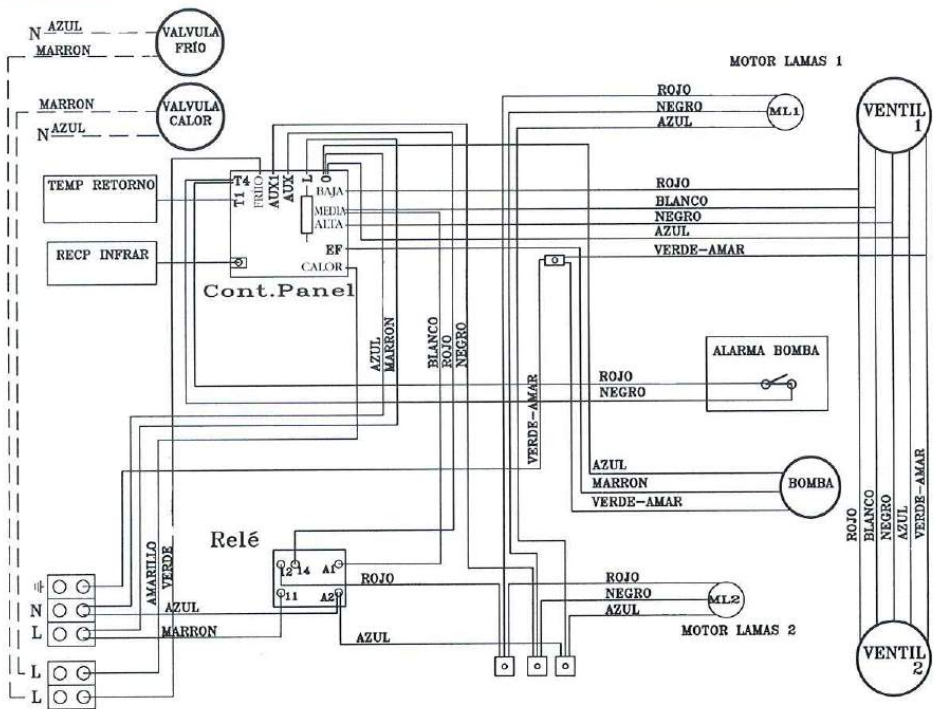 N AZUL
MARRON
VALVULA
FRÍO
MARRON
N AZUL
VALVULA
CALOR
MOTOR LAMAS 1
ROJO
NEGRO
AZUL
ML1
VENTIL
1
TEMP RETORNO
RECP INFRAR
T4
T1
FRÍIO
AUX1
AUX
L
0
BAJA
MEDIA
ALTA
EF
CALOR
Cont.Panel
ROJO
BLANCO
NEGRO
AZUL
VERDE-AMAR
AZUL
MARRON
BLANCO
ROJO
NEGRO
VERDE-AMAR
ALARMA BOMBA
ROJO
NEGRO
AZUL
MARRON
VERDE-AMAR
BOMBA
ROJO
BLANCO
NEGRO
AZUL
VERDE-AMAR
Relé
12 14 A1
11 A2
AMARILLO
VERDE
ROJO
N
AZUL
L
MARRON
AZUL
L
L
ROJO
NEGRO
AZUL
ML2
MOTOR LAMAS 2
VENTIL
2